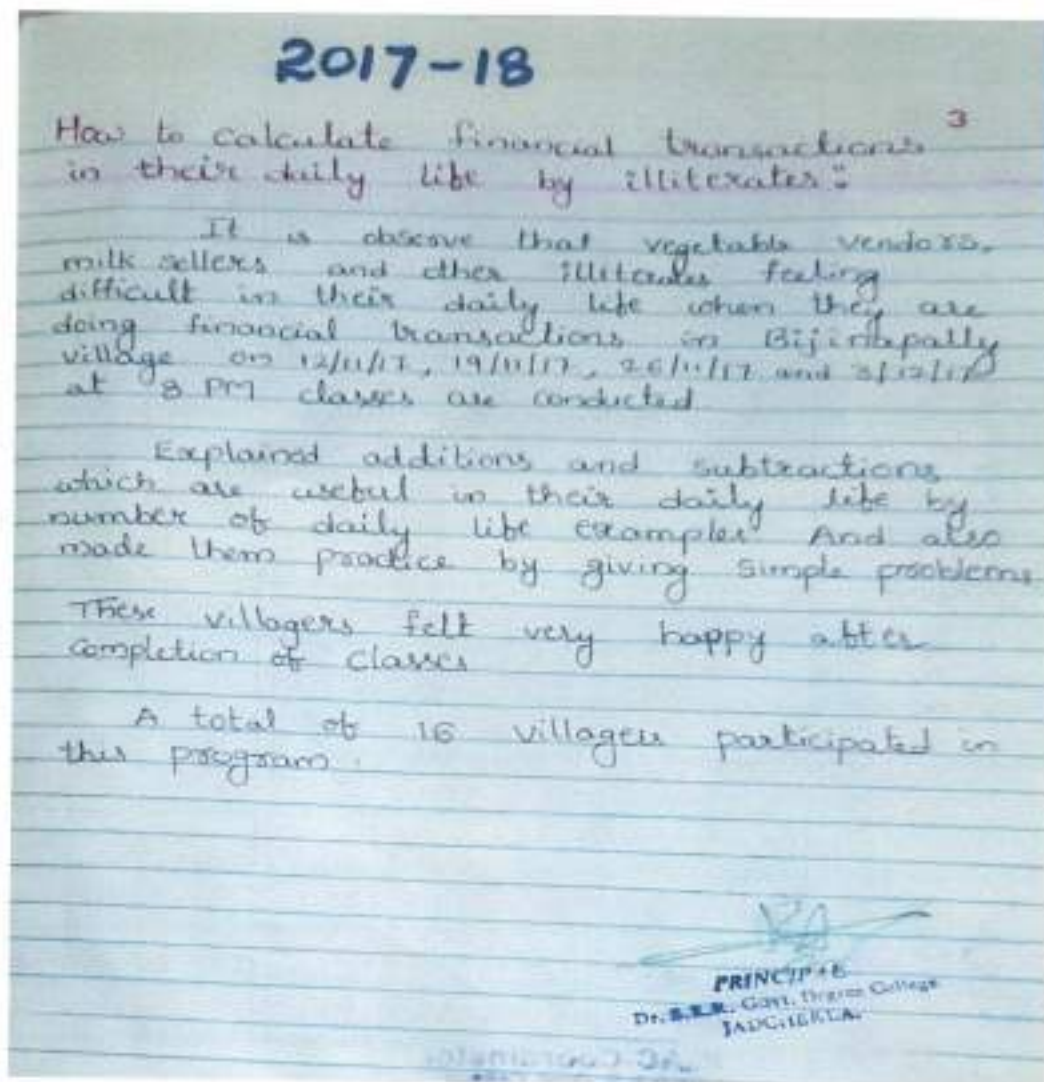 2017-18
3
How to calculate financial transactions
in their daily life by illiterates:
It is obscove that vegetable vendors,
milk sellers and other illiterates feeling
difficult in their daily life when they are
doing financial transactions in Bijinapally
village on 12/11/17, 19/11/17, 26/11/17 and 3/12/17
at 8 PM classes are conducted
Explained additions and subtractions
which are useful in their daily life by
number of daily life examples. And also
made them practice by giving simple problems
These villagers felt very happy after
completion of classes
A total of 16 villagers participated in
this program.
PRINCIPAL
Dr. B.R.R. Govt. Degree College
JADCHERLA.